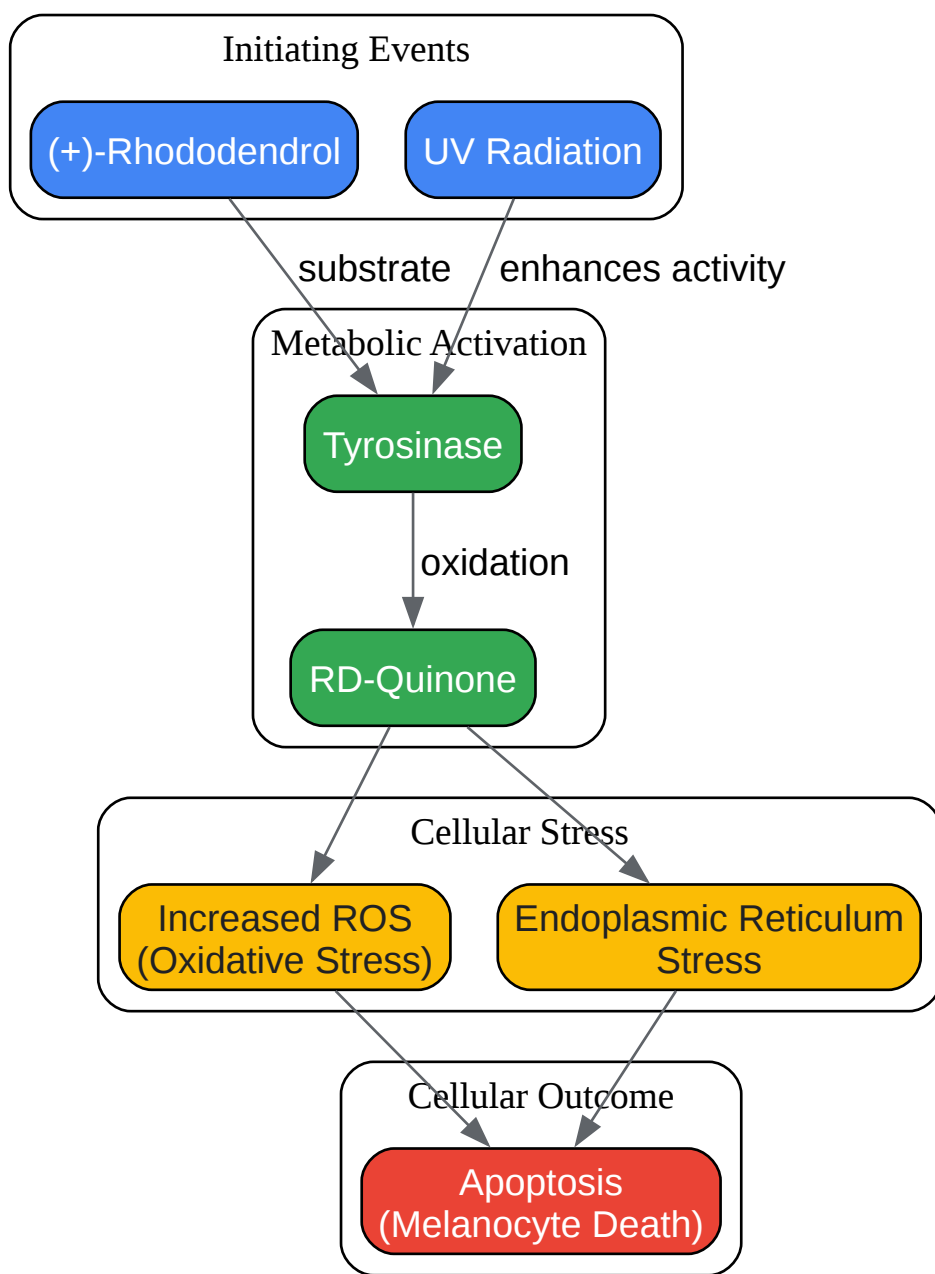 Initiating Events
(+)-Rhododendrol
UV Radiation
substrate
enhances activity
Metabolic Activation
Tyrosinase
oxidation
RD-Quinone
Cellular Stress
Increased ROS
(Oxidative Stress)
Endoplasmic Reticulum
Stress
Cellular Outcome
Apoptosis
(Melanocyte Death)